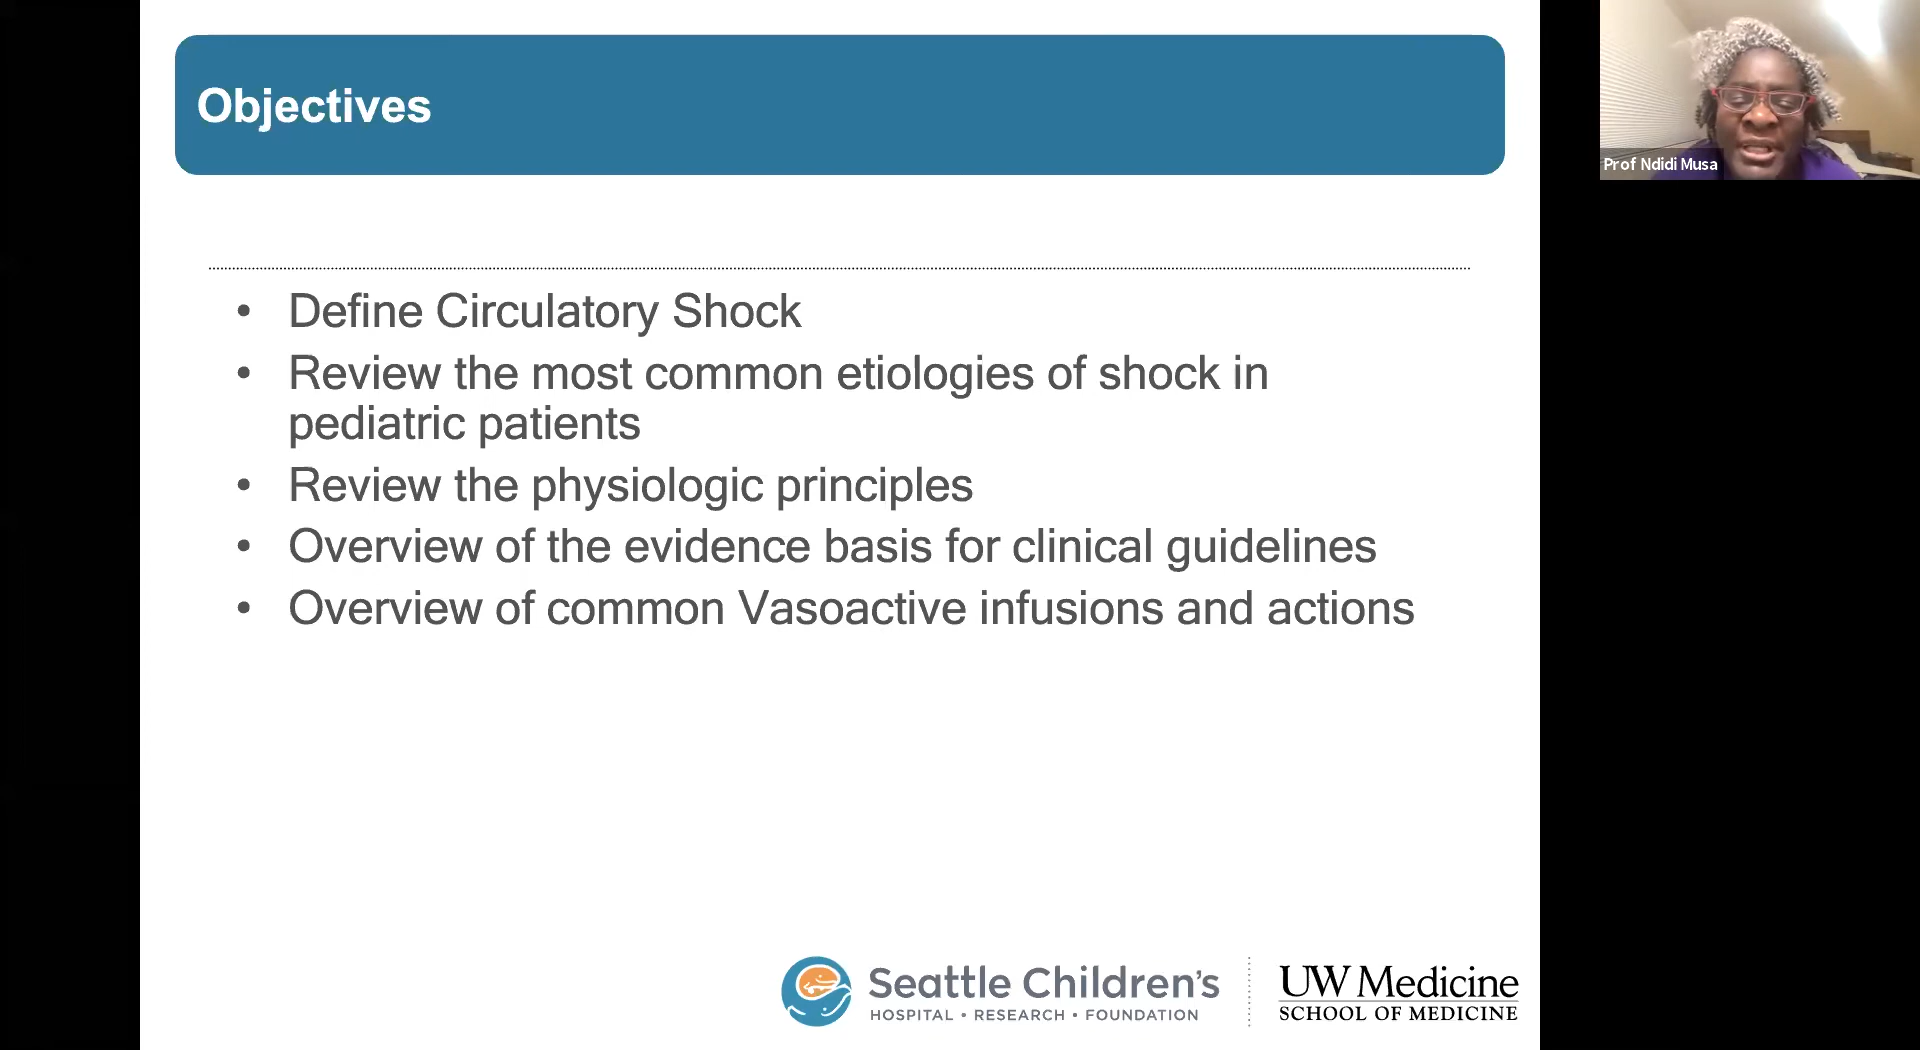 Objectives
Prof Ndidi Musa
• Define Circulatory Shock
• Review the most common etiologies of shock in
pediatric patients
• Review the physiologic principles
• Overview of the evidence basis for clinical guidelines
• Overview of common Vasoactive infusions and actions
Seattle Children's
HOSPITAL • RESEARCH • FOUNDATION
UW Medicine
SCHOOL OF MEDICINE